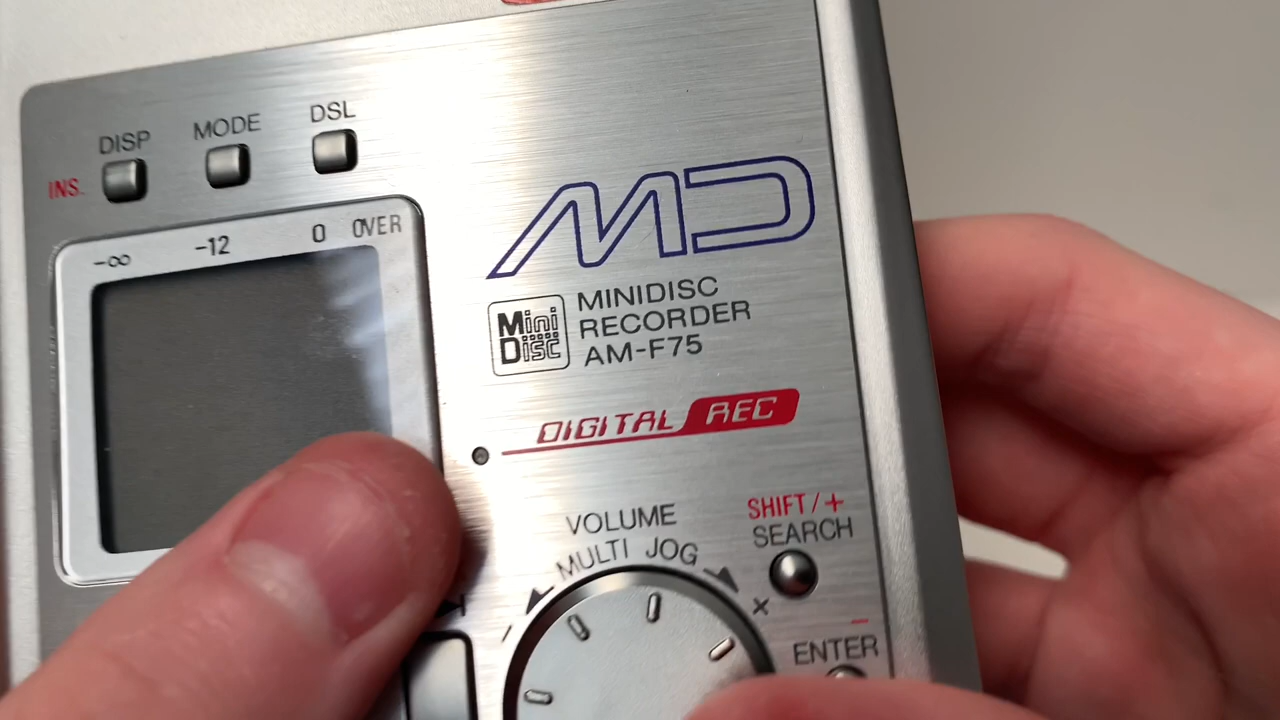 DISP MODE DSL
INS.
-∞ -12 0 OVER
MD
Mini
Disc
MINIDISC
RECORDER
AM-F75
DIGITAL REC
VOLUME
MULTI JOG
SHIFT/+
SEARCH
ENTER